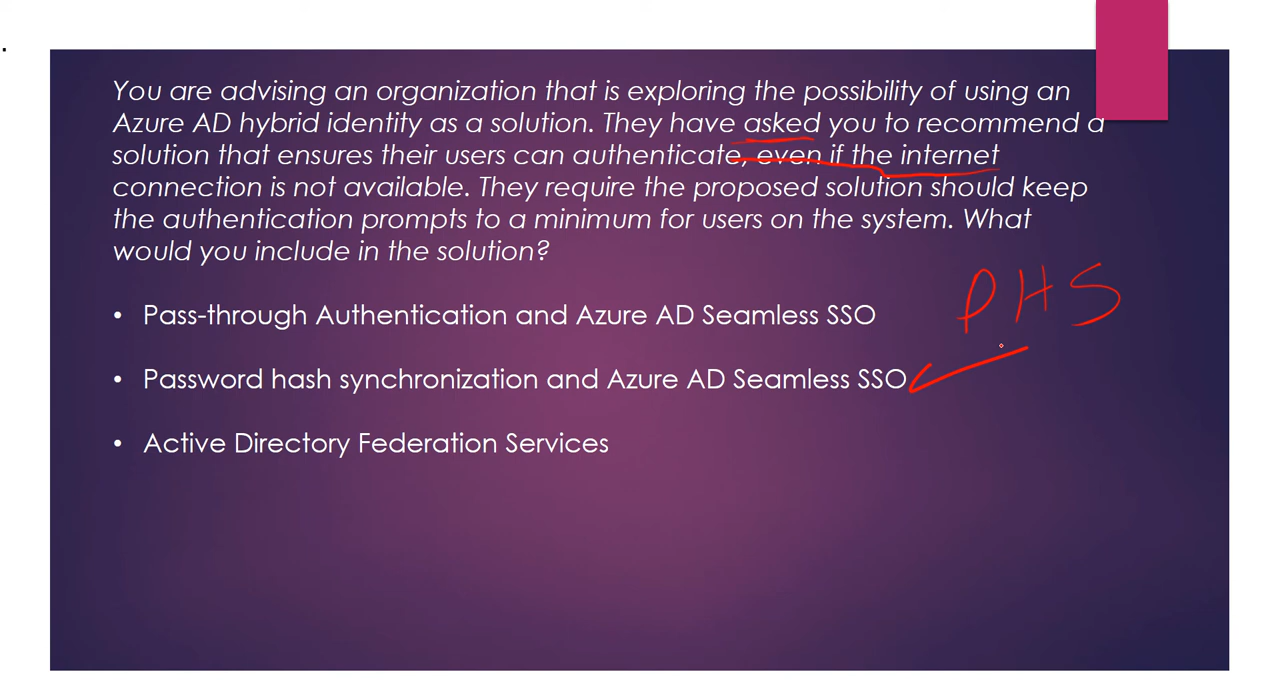 You are advising an organization that is exploring the possibility of using an
Azure AD hybrid identity as a solution. They have asked you to recommend a
solution that ensures their users can authenticate, even if the internet
connection is not available. They require the proposed solution should keep
the authentication prompts to a minimum for users on the system. What
would you include in the solution?
PHS
• Pass-through Authentication and Azure AD Seamless SSO
• Password hash synchronization and Azure AD Seamless SSO
• Active Directory Federation Services